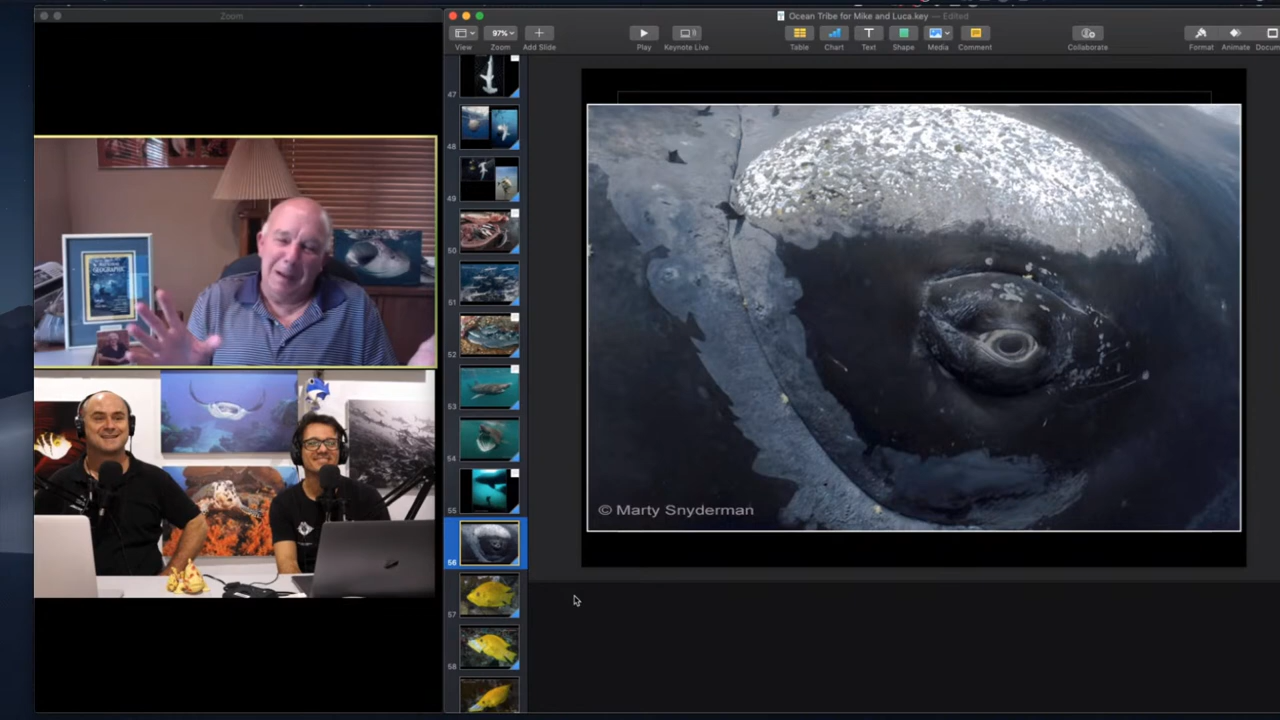 Zoom
Ocean Tribe for Mike and Luca.key — Edited
97%
View
Zoom
Add Slide
Play
Keynote Live
Table
Chart
Text
Shape
Media
Comment
Collaborate
Format
Animate
Docum
47
48
49
50
51
52
53
54
55
56
57
58
GEOGRAPHIC
© Marty Snyderman